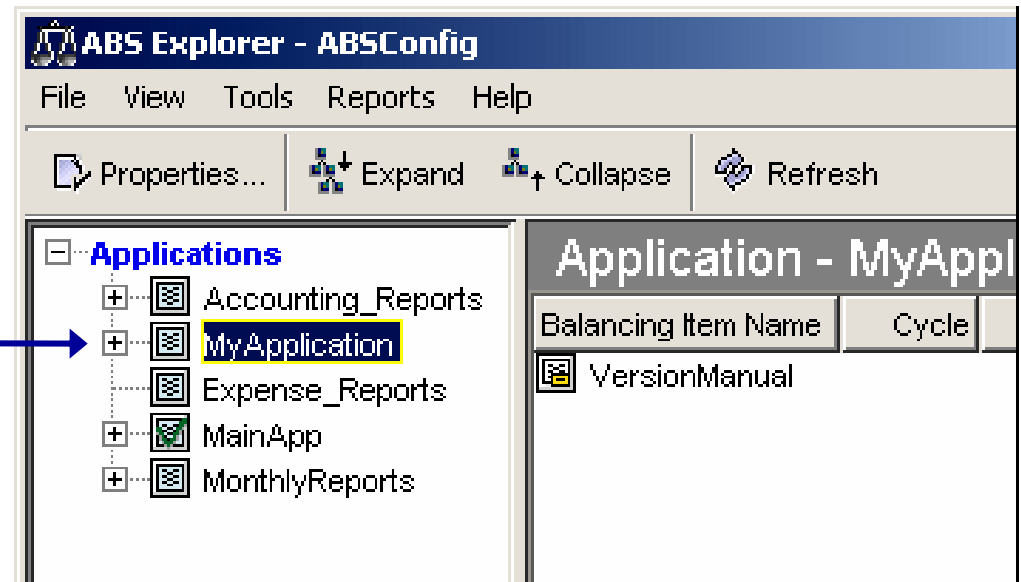 ABS Explorer - ABSConfig
File View Tools Reports Help
Properties... Expand Collapse Refresh
Applications
Accounting_Reports
MyApplication
Expense_Reports
MainApp
MonthlyReports
Application - MyAppl
Balancing Item Name Cycle
VersionManual